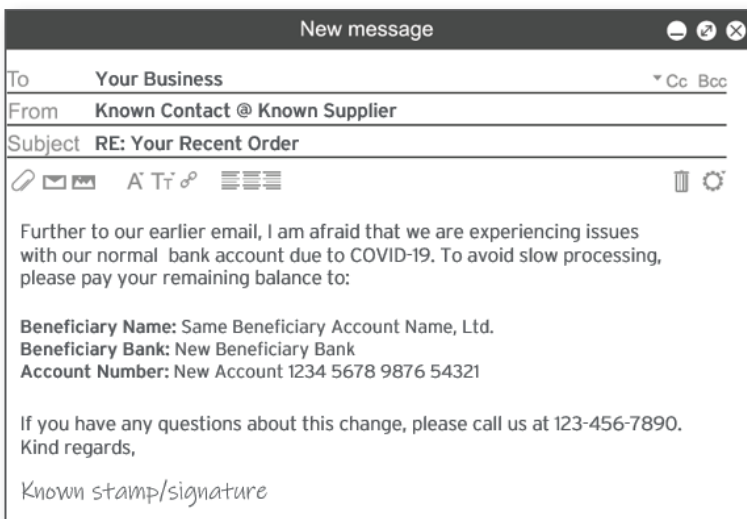 New message
To Your Business Cc Bcc
From Known Contact @ Known Supplier
Subject RE: Your Recent Order
Further to our earlier email, I am afraid that we are experiencing issues
with our normal bank account due to COVID-19. To avoid slow processing,
please pay your remaining balance to:
Beneficiary Name: Same Beneficiary Account Name, Ltd.
Beneficiary Bank: New Beneficiary Bank
Account Number: New Account 1234 5678 9876 54321
If you have any questions about this change, please call us at 123-456-7890.
Kind regards,
Known stamp/signature